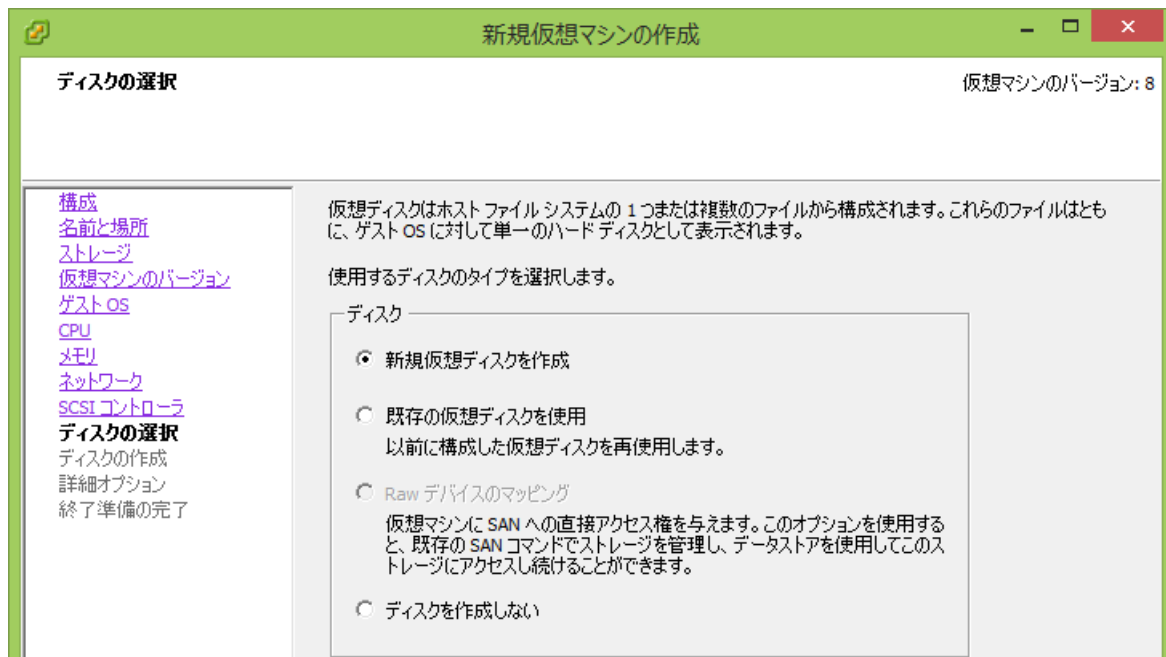 新規仮想マシンの作成
ディスクの選択
仮想マシンのバージョン: 8
構成
名前と場所
ストレージ
仮想マシンのバージョン
ゲスト OS
CPU
メモリ
ネットワーク
SCSI コントローラ
ディスクの選択
ディスクの作成
詳細オプション
終了準備の完了
仮想ディスクはホスト ファイル システムの 1 つまたは複数のファイルから構成されます。これらのファイルはとも
に、ゲスト OS に対して単一のハード ディスクとして表示されます。
使用するディスクのタイプを選択します。
ディスク
新規仮想ディスクを作成
既存の仮想ディスクを使用
以前に構成した仮想ディスクを再使用します。
Raw デバイスのマッピング
仮想マシンに SAN への直接アクセス権を与えます。このオプションを使用する
と、既存の SAN コマンドでストレージを管理し、データストアを使用してこのス
トレージにアクセスし続けることができます。
ディスクを作成しない